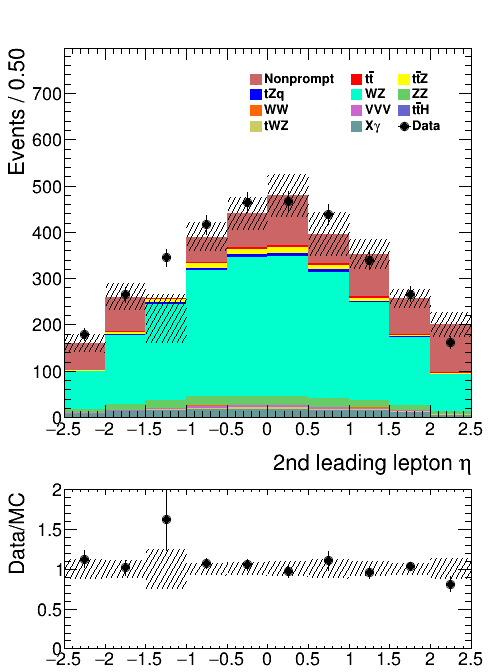 Events / 0.50
700
600
500
400
300
200
100
0
Nonprompt tt̄ tt̄Z
tZq WZ ZZ
WW VVV tt̄H
tWZ Xγ Data
−2.5 −2 −1.5 −1 −0.5 0 0.5 1 1.5 2 2.5
2nd leading lepton η
Data/MC
2
1.5
1
0.5
0
−2.5 −2 −1.5 −1 −0.5 0 0.5 1 1.5 2 2.5